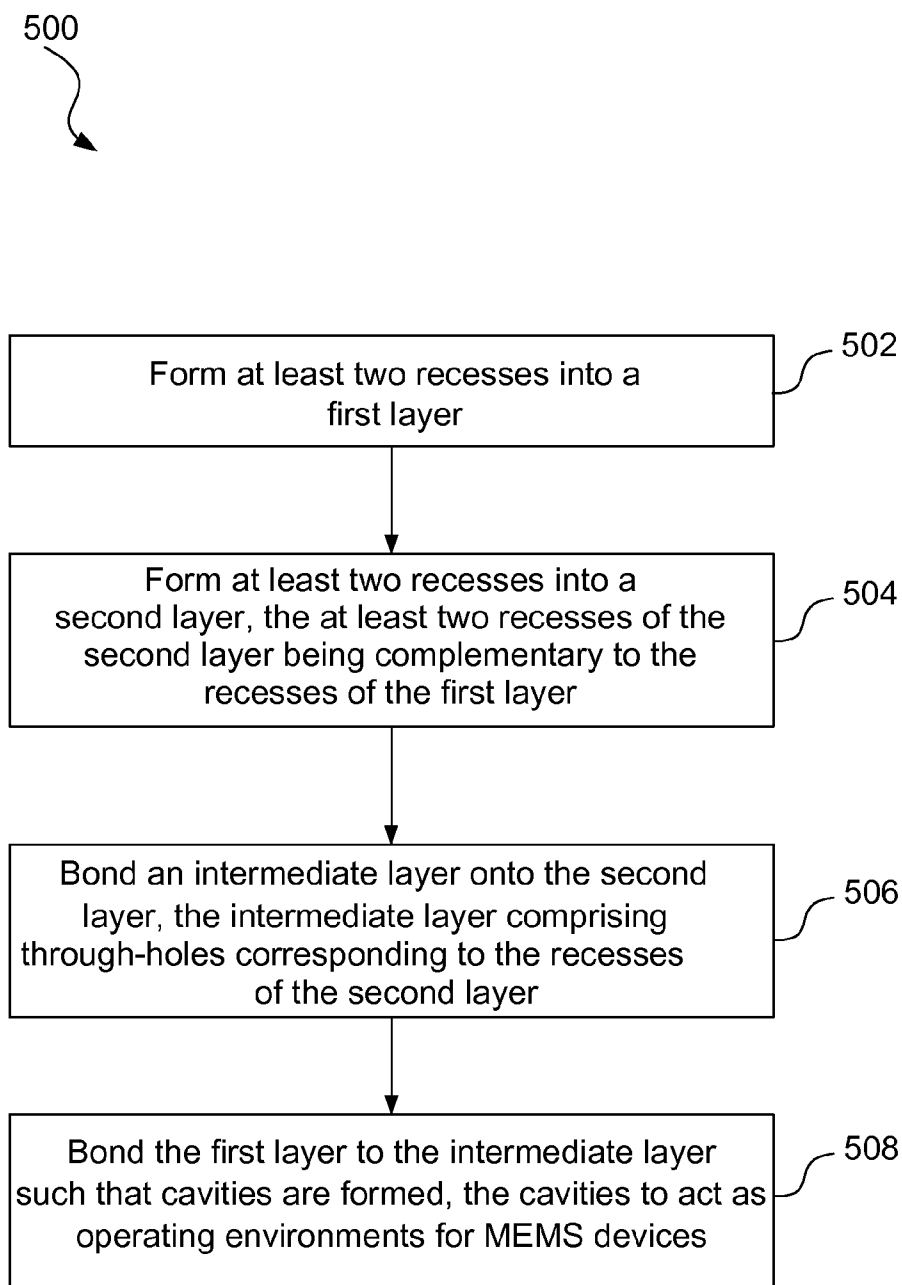 500
502
Form at least two recesses into a
first layer
504
Form at least two recesses into a
second layer, the at least two recesses of the
second layer being complementary to the
recesses of the first layer
506
Bond an intermediate layer onto the second
layer, the intermediate layer comprising
through-holes corresponding to the recesses
of the second layer
508
Bond the first layer to the intermediate layer
such that cavities are formed, the cavities to act as
operating environments for MEMS devices